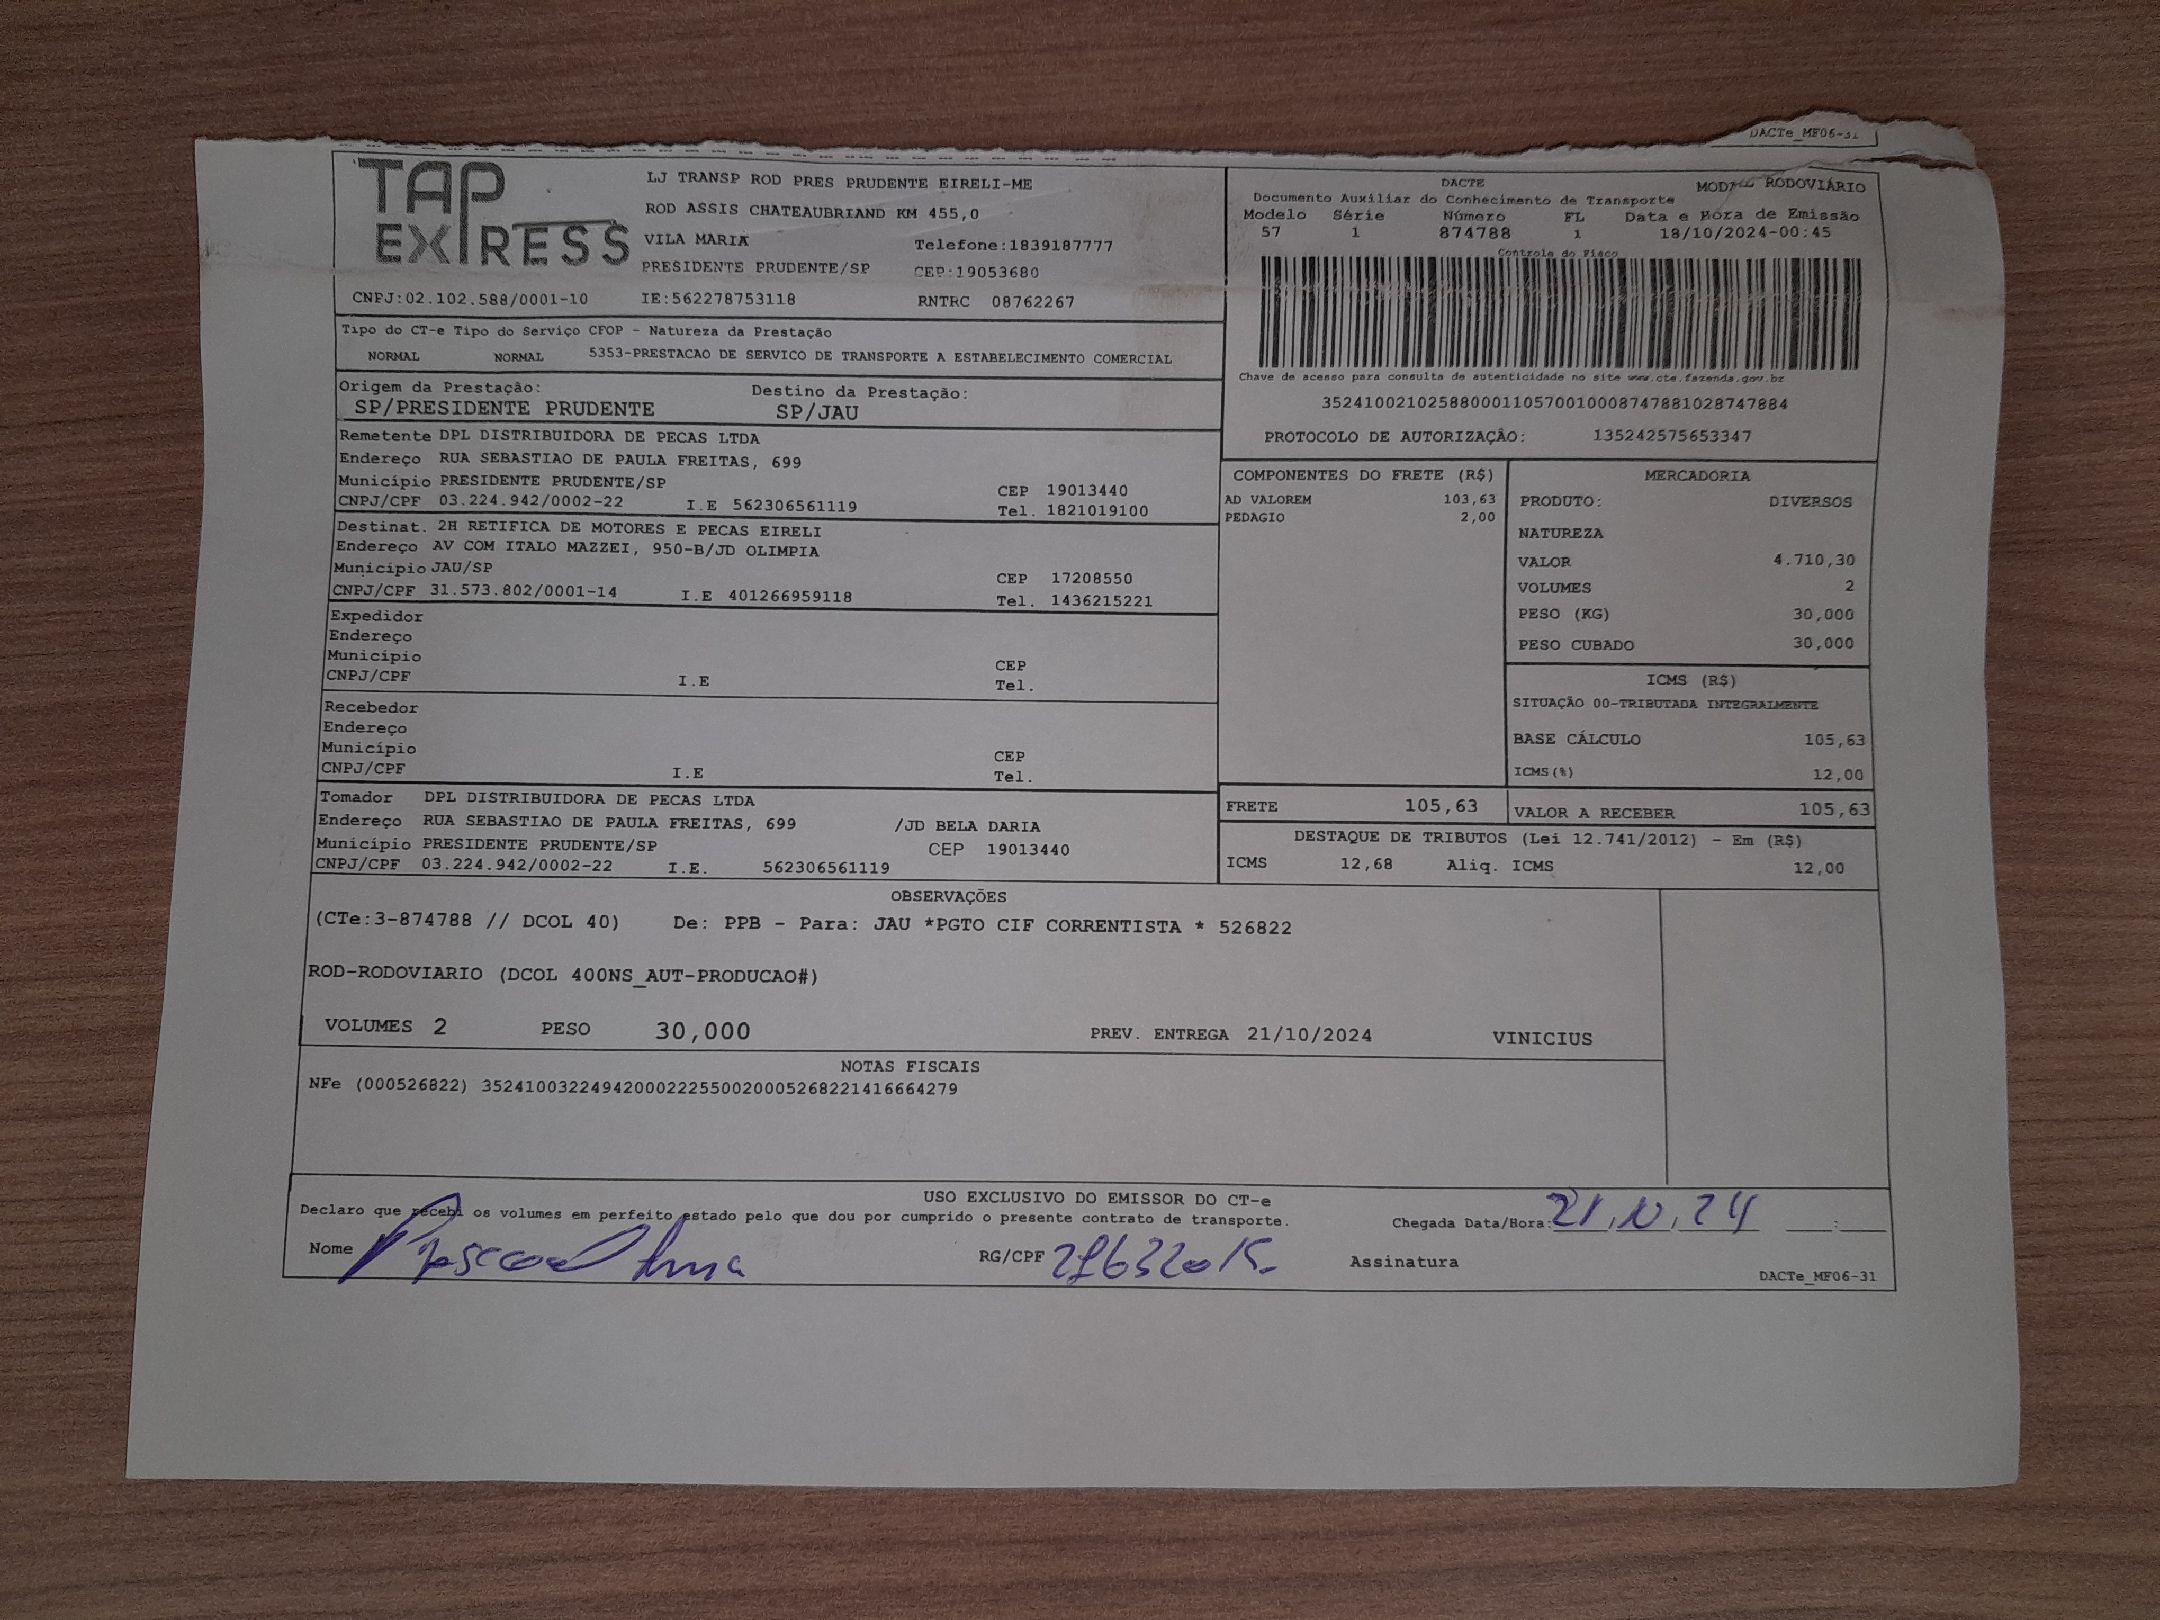 DACTe_MF06-31
TAP EXPRESS
LJ TRANSP ROD PRES PRUDENTE EIRELI-ME
ROD ASSIS CHATEAUBRIAND KM 455,0
VILA MARIA Telefone:1839187777
PRESIDENTE PRUDENTE/SP CEP:19053680
CNPJ:02.102.588/0001-10 IE:562278753118 RNTRC 08762267
DACTE RODOVIÁRIO
Documento Auxiliar do Conhecimento de Transporte
Modelo Série Número FL Data e Hora de Emissão
57 1 874788 1 18/10/2024-00:45
Controle do Fisco
Chave de acesso para consulta de autenticidade no site www.cte.fazenda.gov.br
35241002102588000110570010008747881028747884
PROTOCOLO DE AUTORIZAÇÃO: 135242575653347
Tipo do CT-e Tipo do Serviço CFOP - Natureza da Prestação
NORMAL NORMAL 5353-PRESTACAO DE SERVICO DE TRANSPORTE A ESTABELECIMENTO COMERCIAL
Origem da Prestação: Destino da Prestação:
SP/PRESIDENTE PRUDENTE SP/JAU
Remetente DPL DISTRIBUIDORA DE PECAS LTDA
Endereço RUA SEBASTIAO DE PAULA FREITAS, 699
Município PRESIDENTE PRUDENTE/SP CEP 19013440
CNPJ/CPF 03.224.942/0002-22 I.E 562306561119 Tel. 1821019100
Destinat. 2H RETIFICA DE MOTORES E PECAS EIRELI
Endereço AV COM ITALO MAZZEI, 950-B/JD OLIMPIA
Município JAU/SP CEP 17208550
CNPJ/CPF 31.573.802/0001-14 I.E 401266959118 Tel. 1436215221
Expedidor
Endereço
Município CEP
CNPJ/CPF I.E Tel.
Recebedor
Endereço
Município CEP
CNPJ/CPF I.E Tel.
Tomador DPL DISTRIBUIDORA DE PECAS LTDA
Endereço RUA SEBASTIAO DE PAULA FREITAS, 699 /JD BELA DARIA
Município PRESIDENTE PRUDENTE/SP CEP 19013440
CNPJ/CPF 03.224.942/0002-22 I.E. 562306561119
COMPONENTES DO FRETE (R$)
AD VALOREM 103,63
PEDAGIO 2,00
MERCADORIA
PRODUTO: DIVERSOS
NATUREZA
VALOR 4.710,30
VOLUMES 2
PESO (KG) 30,000
PESO CUBADO 30,000
ICMS (R$)
SITUAÇÃO 00-TRIBUTADA INTEGRALMENTE
BASE CÁLCULO 105,63
ICMS(%) 12,00
FRETE 105,63 VALOR A RECEBER 105,63
DESTAQUE DE TRIBUTOS (Lei 12.741/2012) - Em (R$)
ICMS 12,68 Aliq. ICMS 12,00
OBSERVAÇÕES
(CTe:3-874788 // DCOL 40) De: PPB - Para: JAU *PGTO CIF CORRENTISTA * 526822
ROD-RODOVIARIO (DCOL 400NS_AUT-PRODUCAO#)
VOLUMES 2 PESO 30,000 PREV. ENTREGA 21/10/2024 VINICIUS
NOTAS FISCAIS
NFe (000526822) 35241003224942000222550020005268221416664279
USO EXCLUSIVO DO EMISSOR DO CT-e
Declaro que recebi os volumes em perfeito estado pelo que dou por cumprido o presente contrato de transporte.
Chegada Data/Hora: 21.10.24 :
Nome RG/CPF Assinatura
DACTe_MF06-31